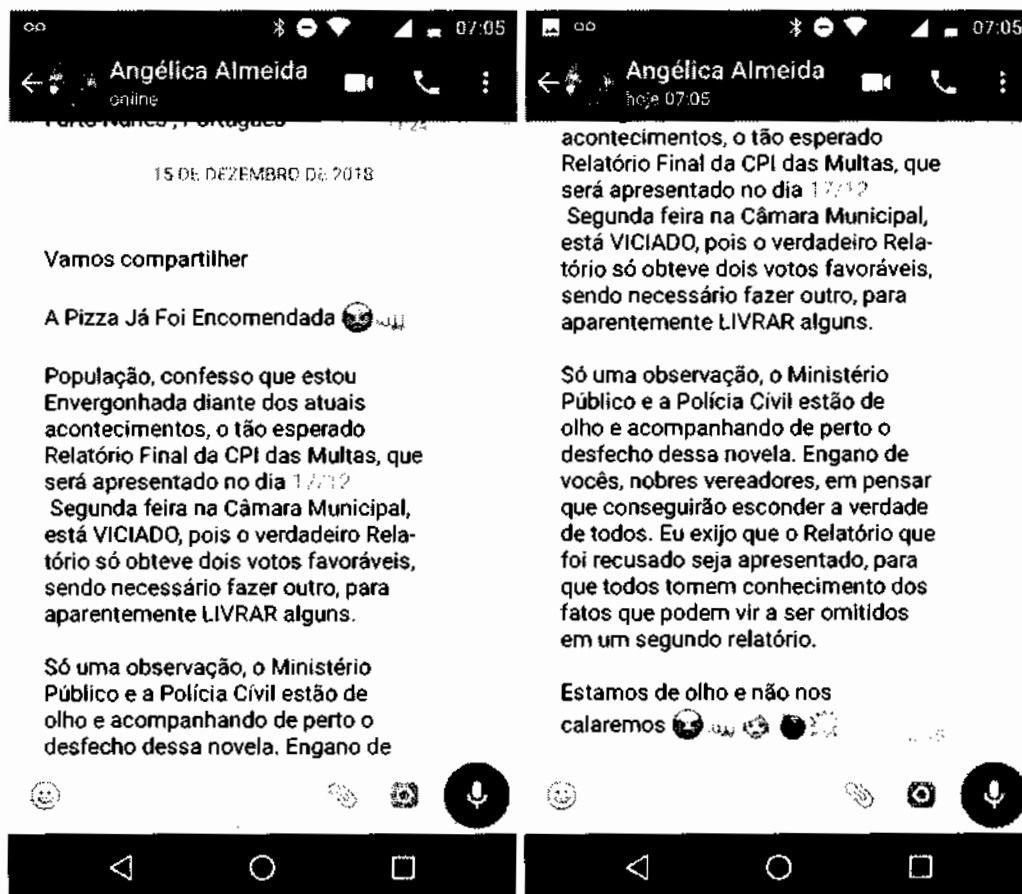 07:05
Angélica Almeida
online
15 DE DEZEMBRO DE 2018
Vamos compartilher
A Pizza Já Foi Encomendada
População, confesso que estou
Envergonhada diante dos atuais
acontecimentos, o tão esperado
Relatório Final da CPI das Multas, que
será apresentado no dia 17/12
Segunda feira na Câmara Municipal,
está VICIADO, pois o verdadeiro Rela-
tório só obteve dois votos favoráveis,
sendo necessário fazer outro, para
aparentemente LIVRAR alguns.
Só uma observação, o Ministério
Público e a Polícia Cívil estão de
olho e acompanhando de perto o
desfecho dessa novela. Engano de
07:05
Angélica Almeida
hoje 07:05
acontecimentos, o tão esperado
Relatório Final da CPI das Multas, que
será apresentado no dia 17/12
Segunda feira na Câmara Municipal,
está VICIADO, pois o verdadeiro Rela-
tório só obteve dois votos favoráveis,
sendo necessário fazer outro, para
aparentemente LIVRAR alguns.
Só uma observação, o Ministério
Público e a Polícia Cívil estão de
olho e acompanhando de perto o
desfecho dessa novela. Engano de
vocês, nobres vereadores, em pensar
que conseguirão esconder a verdade
de todos. Eu exijo que o Relatório que
foi recusado seja apresentado, para
que todos tomem conhecimento dos
fatos que podem vir a ser omitidos
em um segundo relatório.
Estamos de olho e não nos
calaremos